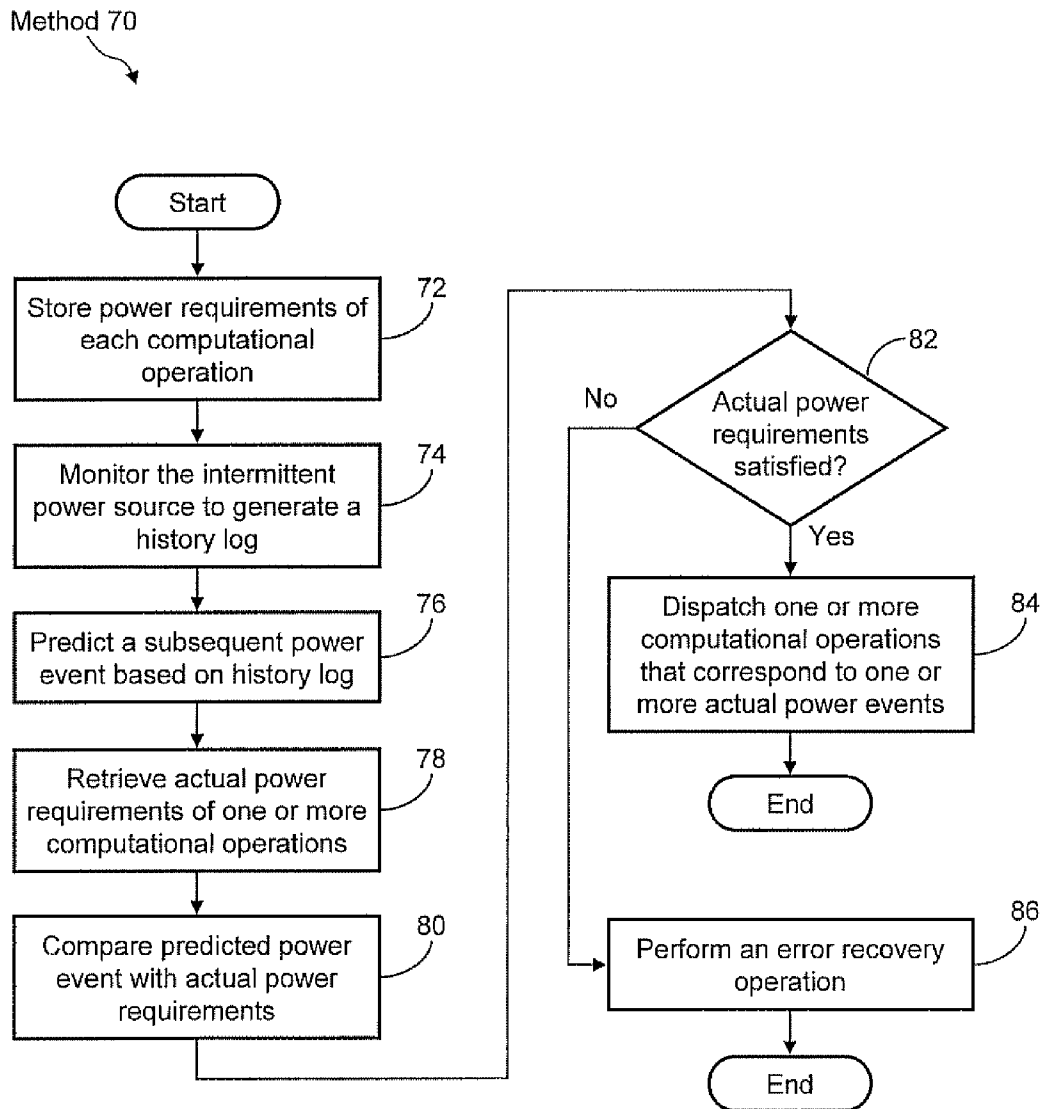 Method 70
Start
72
Store power requirements of
each computational
operation
74
Monitor the intermittent
power source to generate a
history log
76
Predict a subsequent power
event based on history log
78
Retrieve actual power
requirements of one or more
computational operations
80
Compare predicted power
event with actual power
requirements
82
No
Actual power
requirements
satisfied?
Yes
84
Dispatch one or more
computational operations
that correspond to one or
more actual power events
End
86
Perform an error recovery
operation
End